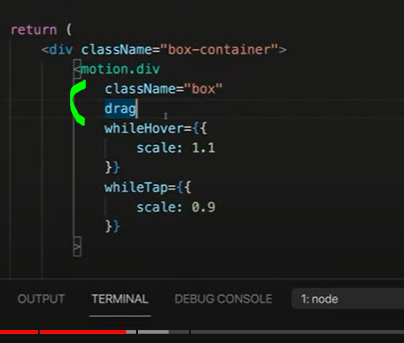 return (
<div className="box-container">
<motion.div
className="box"
drag
whileHover={{
scale: 1.1
}}
whileTap={{
scale: 0.9
}}
>
OUTPUT TERMINAL DEBUG CONSOLE 1: node